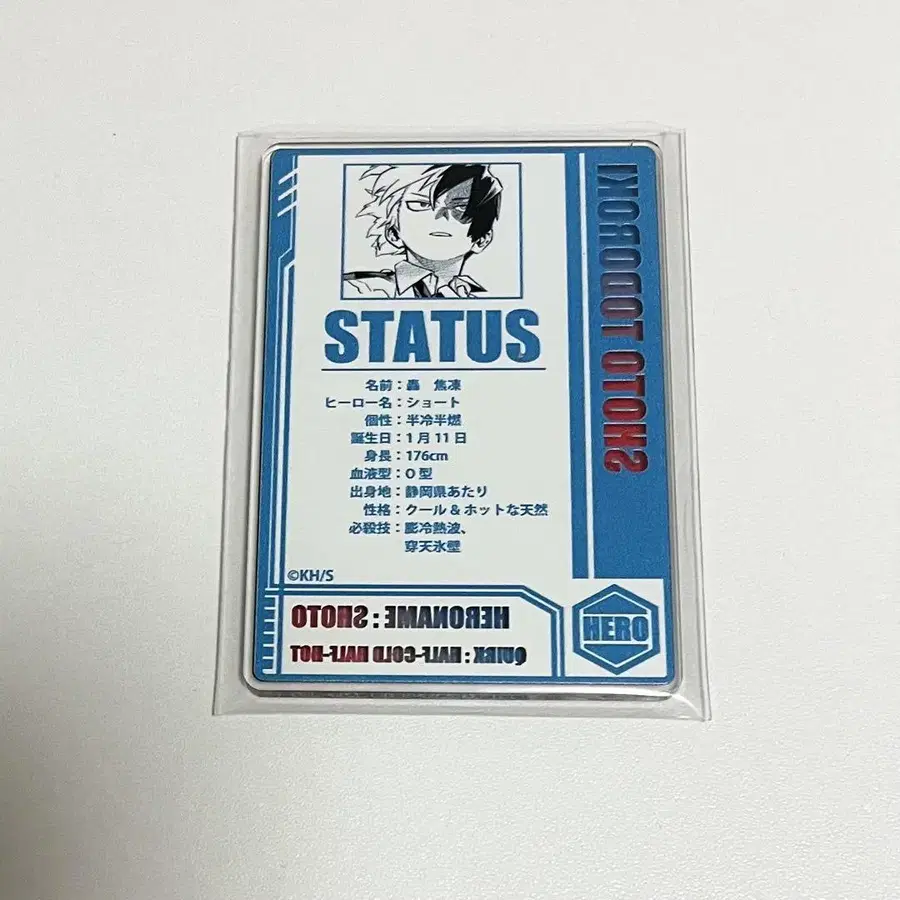 STATUS
名前：轟 焦凍
ヒーロー名：ショート
個性：半冷半燃
誕生日：1月11日
身長：176cm
血液型：O型
出身地：静岡県あたり
性格：クール&ホットな天然
必殺技：膨冷熱波、
穿天氷壁
©KH/S
SHOTO TODOROKI
HERONAME : SHOTO
QUIRK : HALF-COLD HALF-HOT
HERO